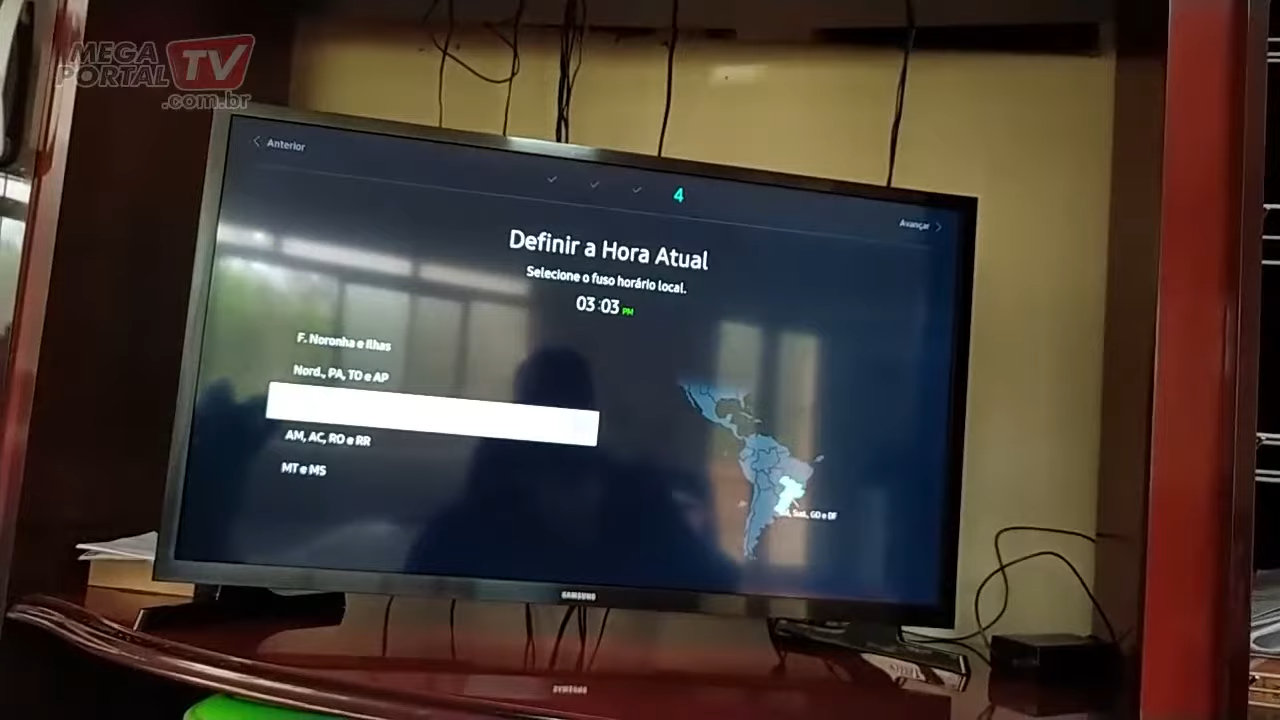 MEGA
PORTAL TV
.com.br
Anterior
4
Avançar
Definir a Hora Atual
Selecione o fuso horário local.
03:03 PM
F. Noronha e Ilhas
Nord., PA, TO e AP
AM, AC, RO e RR
MT e MS
Sud., GO e DF
SAMSUNG
SAMSUNG